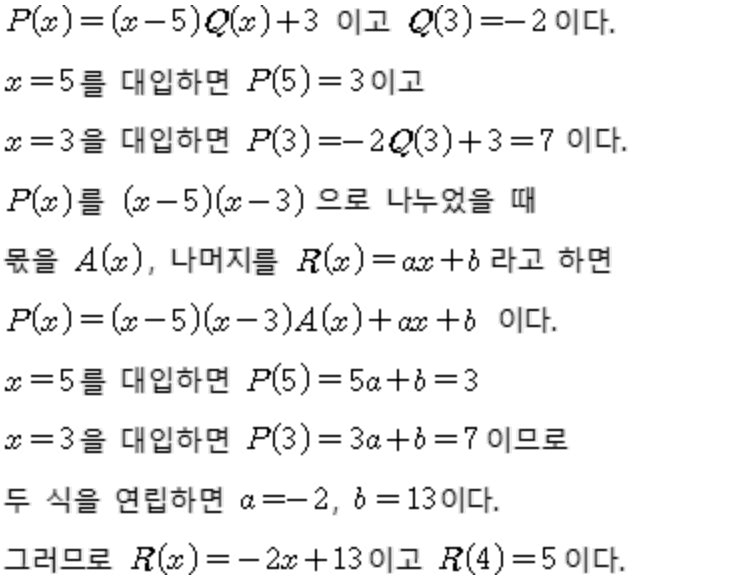 P(x)=(x-5)Q(x)+3 이고 Q(3)=-2이다.
x=5를 대입하면 P(5)=3이고
x=3을 대입하면 P(3)=-2Q(3)+3=7 이다.
P(x)를 (x-5)(x-3)으로 나누었을 때
몫을 A(x), 나머지를 R(x)=ax+b라고 하면
P(x)=(x-5)(x-3)A(x)+ax+b 이다.
x=5를 대입하면 P(5)=5a+b=3
x=3을 대입하면 P(3)=3a+b=7이므로
두 식을 연립하면 a=-2, b=13이다.
그러므로 R(x)=-2x+13이고 R(4)=5이다.